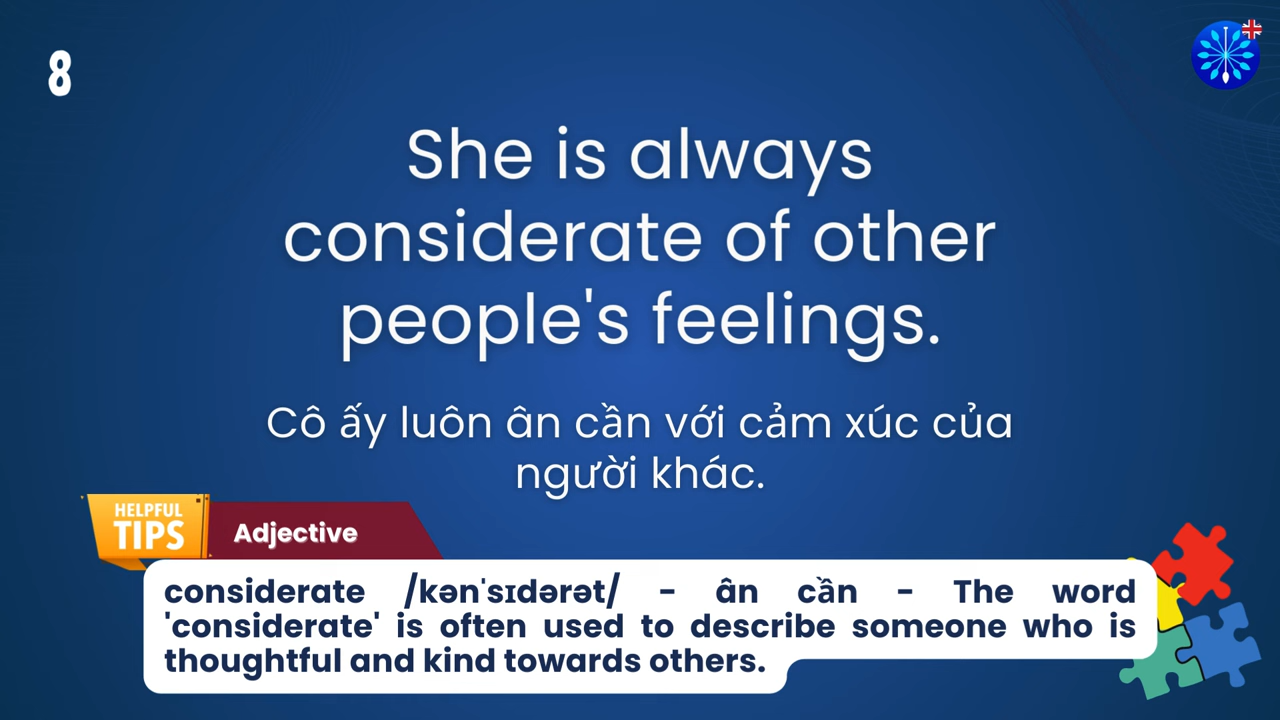 8
She is always
considerate of other
people's feelings.
Cô ấy luôn ân cần với cảm xúc của
người khác.
HELPFUL
TIPS
Adjective
considerate /kən'sɪdərət/ - ân cần - The word
'considerate' is often used to describe someone who is
thoughtful and kind towards others.